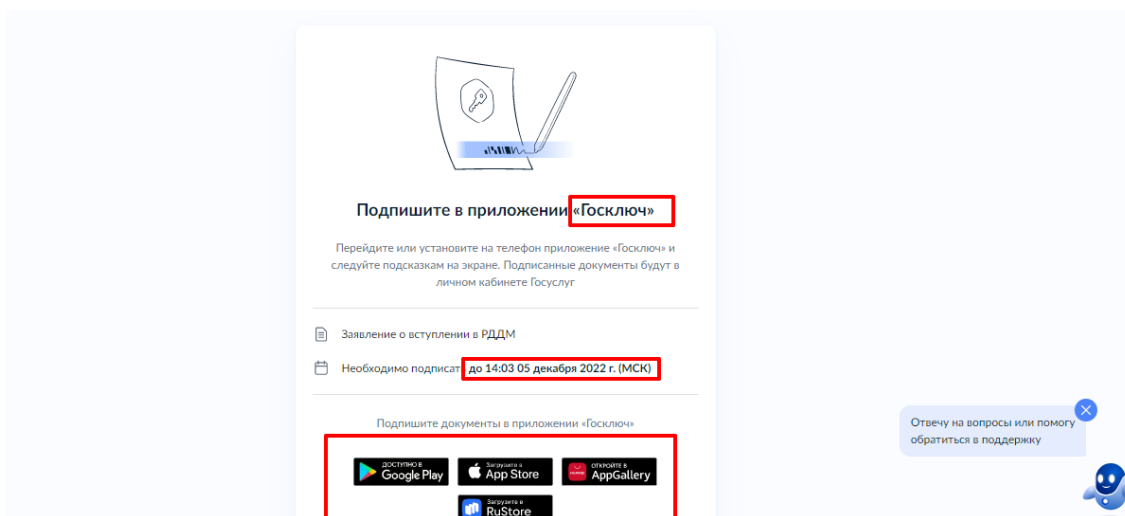 Подпишите в приложении «Госключ»
Перейдите или установите на телефон приложение «Госключ» и
следуйте подсказкам на экране. Подписанные документы будут в
личном кабинете Госуслуг
Заявление о вступлении в РДДМ
Необходимо подписать до 14:03 05 декабря 2022 г. (МСК)
Подпишите документы в приложении «Госключ»
ДОСТУПНО В
Google Play
Загрузите в
App Store
ОТКРОЙТЕ В
AppGallery
Загрузите в
RuStore
Отвечу на вопросы или помогу
обратиться в поддержку